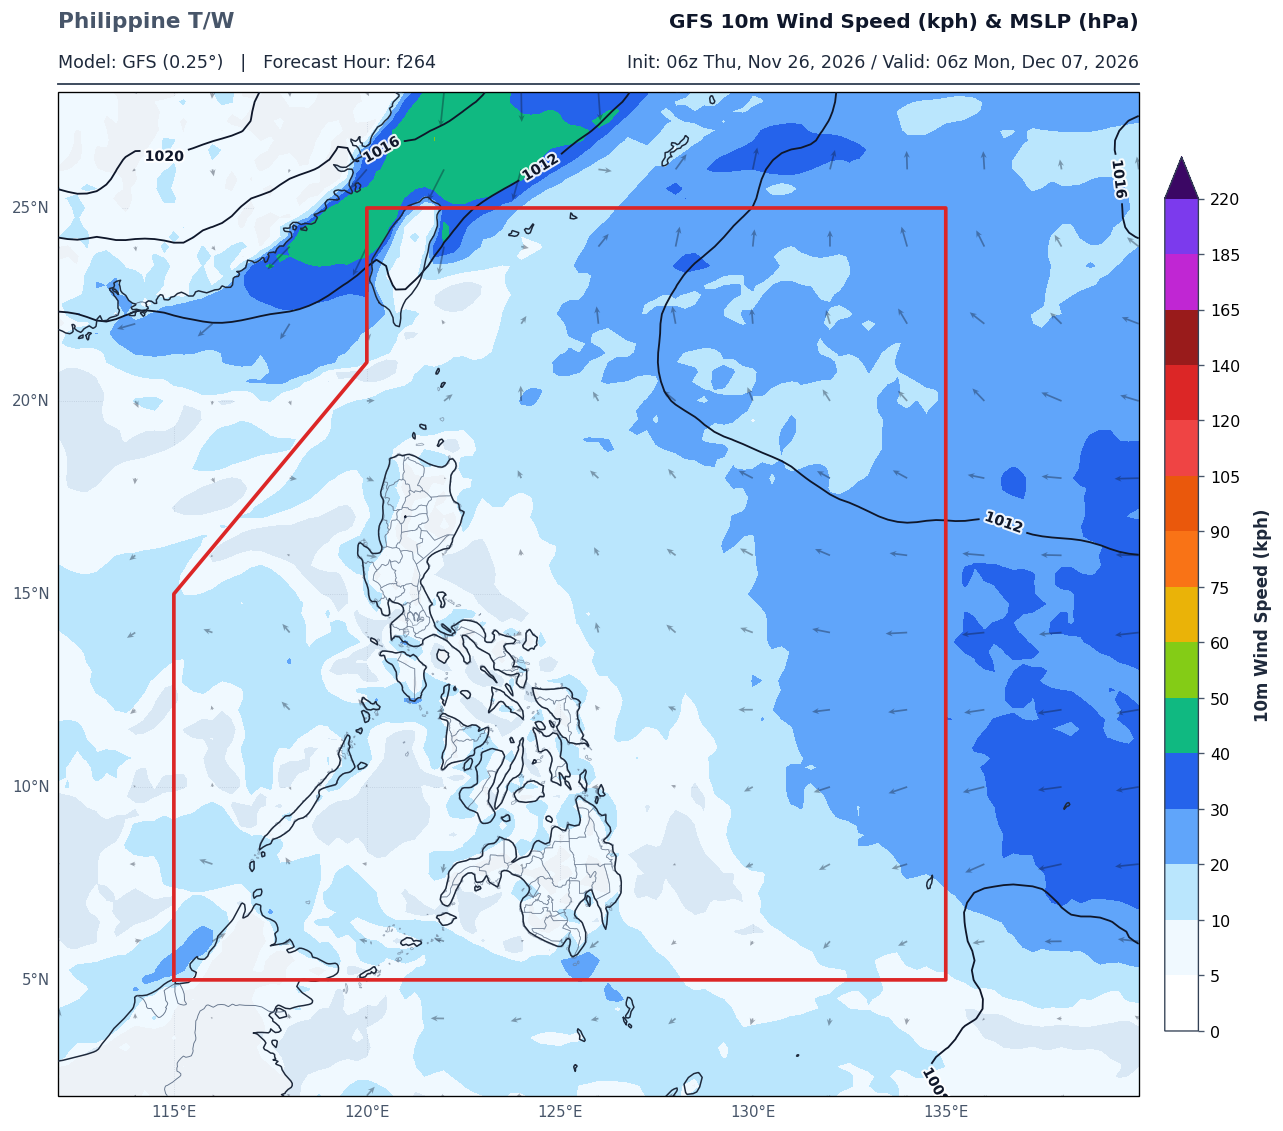 Philippine T/W
GFS 10m Wind Speed (kph) & MSLP (hPa)
Model: GFS (0.25°) | Forecast Hour: f264
Init: 06z Thu, Nov 26, 2026 / Valid: 06z Mon, Dec 07, 2026
1020
1016
1012
1016
1012
25°N
20°N
15°N
10°N
5°N
115°E
120°E
125°E
130°E
135°E
220
185
165
140
120
105
90
75
60
50
40
30
20
10
5
0
10m Wind Speed (kph)